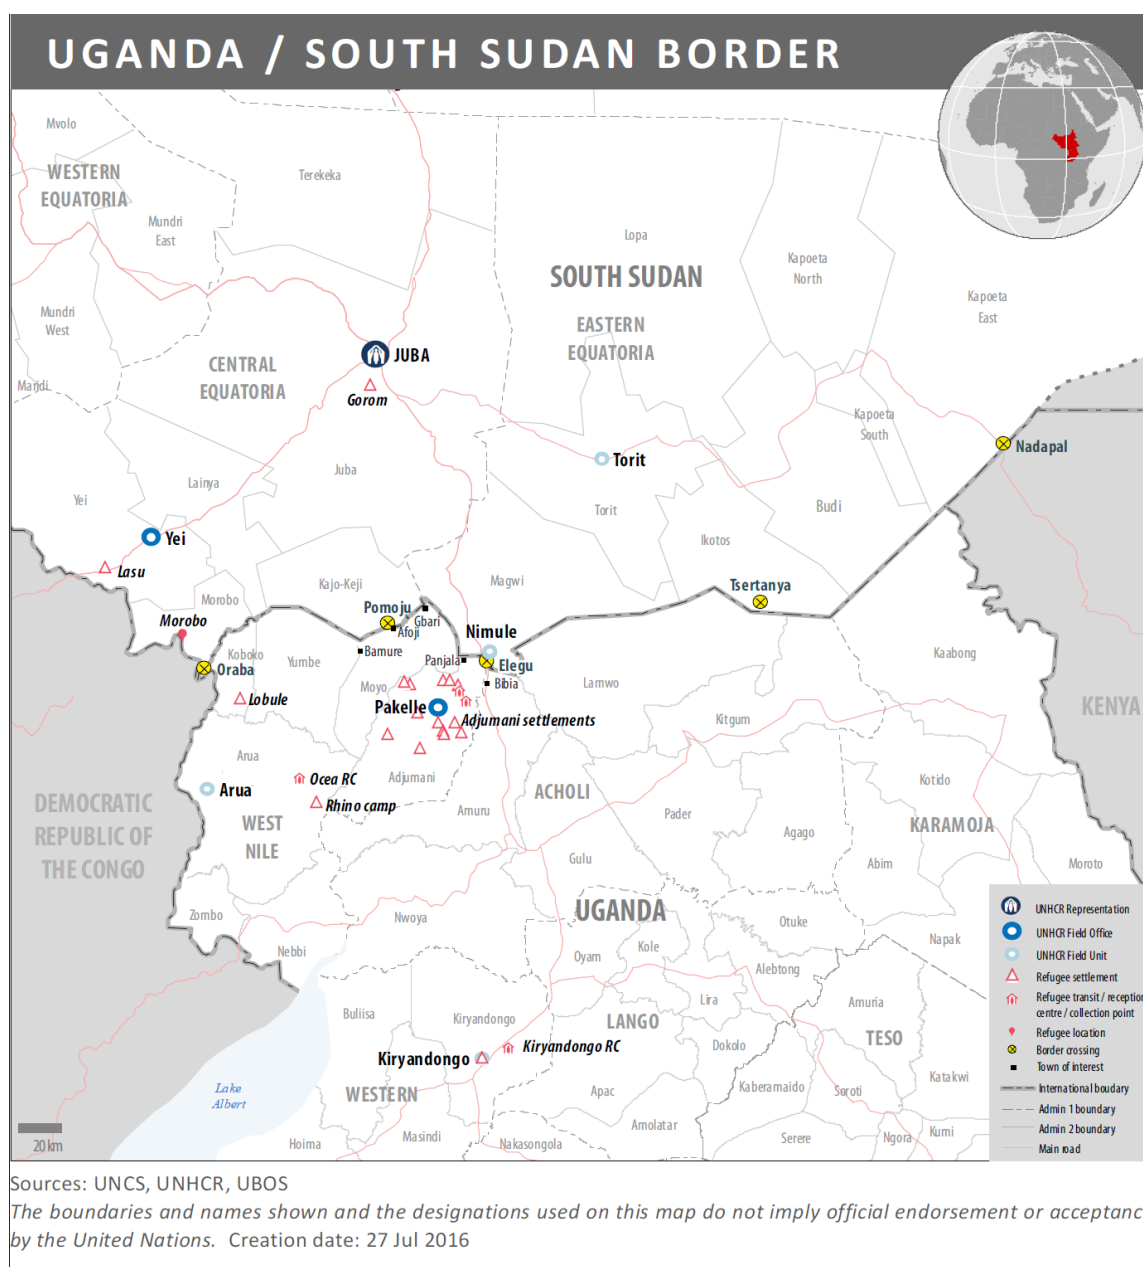 UGANDA / SOUTH SUDAN BORDER
Mvolo
WESTERN
EQUATORIA
Terekeka
Mundri
East
Lopa
Kapoeta
North
SOUTH SUDAN
Kapoeta
East
Mundri
West
EASTERN
EQUATORIA
JUBA
CENTRAL
EQUATORIA
Maridi
Gorom
Kapoeta
South
Nadapal
Torit
Juba
Lainya
Yei
Torit
Budi
Yei
Ikotos
Lasu
Kajo-Keji
Magwi
Tsertanya
Morobo
Pomoju
Gbari
Morobo
Afoji
Nimule
Koboko
Bamure
Panjala
Kaabong
Oraba
Yumbe
Elegu
Moyo
Bibia
Lamwo
Lobule
Pakelle
KENYA
Adjumani settlements
Kitgum
Arua
Ocea RC
Adjumani
Kotido
Arua
ACHOLI
DEMOCRATIC
REPUBLIC OF
THE CONGO
Rhino camp
Amuru
Pader
WEST
NILE
KARAMOJA
Agago
Gulu
Abim
Moroto
Zombo
Nwoya
UGANDA
Otuke
Napak
Nebbi
Kole
Oyam
Alebtong
Buliisa
Kiryandongo
Lira
Amuria
LANGO
TESO
Kiryandongo
Kiryandongo RC
Dokolo
Lake
Albert
WESTERN
Apac
Kaberamaido
Soroti
Katakwi
Amolatar
20 km
Hoima
Masindi
Nakasongola
Serere
Ngora
Kumi
UNHCR Representation
UNHCR Field Office
UNHCR Field Unit
Refugee settlement
Refugee transit / reception
centre / collection point
Refugee location
Border crossing
Town of interest
International boudary
Admin 1 boundary
Admin 2 boundary
Main road
Sources: UNCS, UNHCR, UBOS
The boundaries and names shown and the designations used on this map do not imply official endorsement or acceptanc
by the United Nations. Creation date: 27 Jul 2016